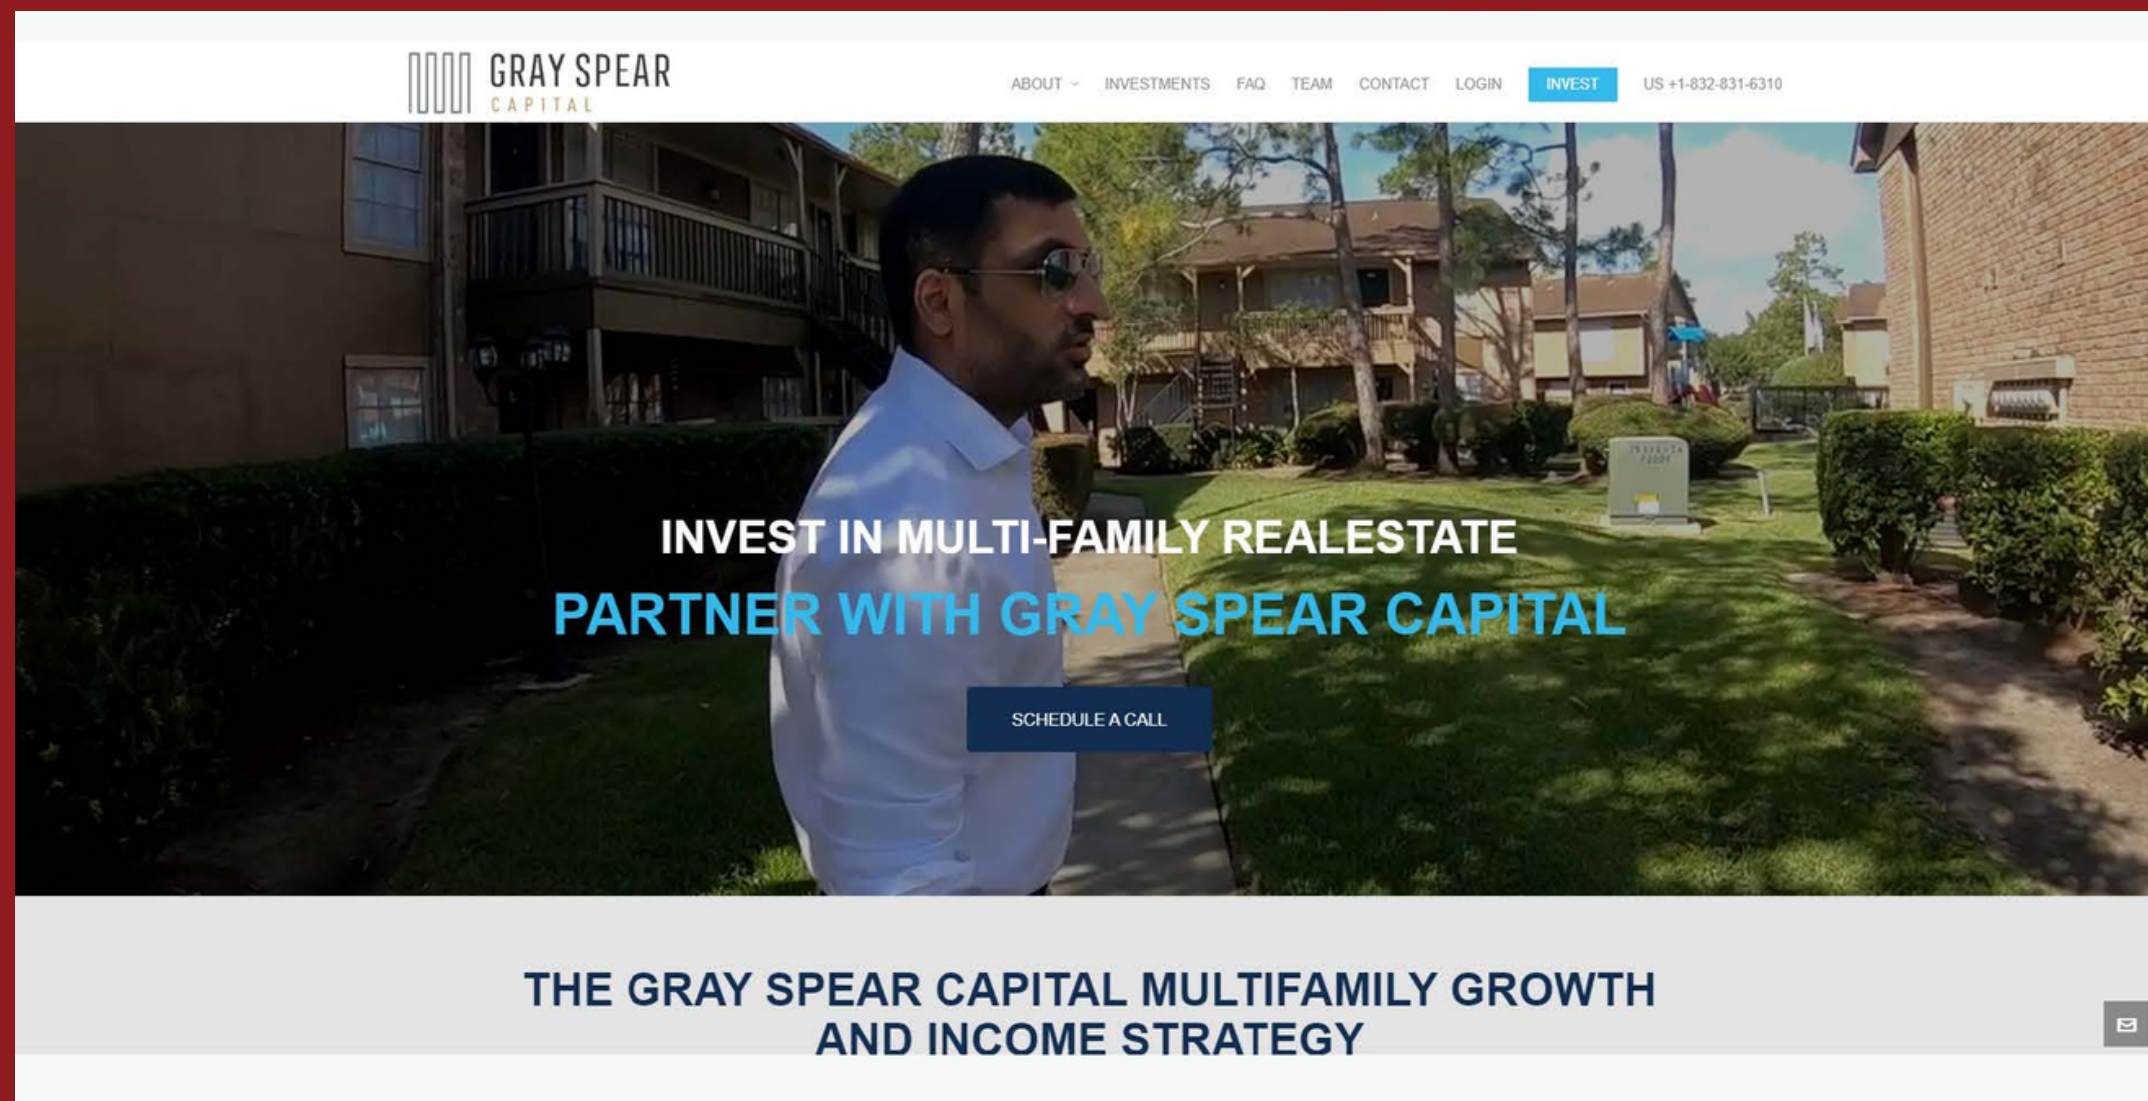 GRAY SPEAR
CAPITAL
ABOUT INVESTMENTS FAQ TEAM CONTACT LOGIN INVEST US +1-832-831-6310
INVEST IN MULTI-FAMILY REALESTATE
PARTNER WITH GRAY SPEAR CAPITAL
SCHEDULE A CALL
THE GRAY SPEAR CAPITAL MULTIFAMILY GROWTH
AND INCOME STRATEGY